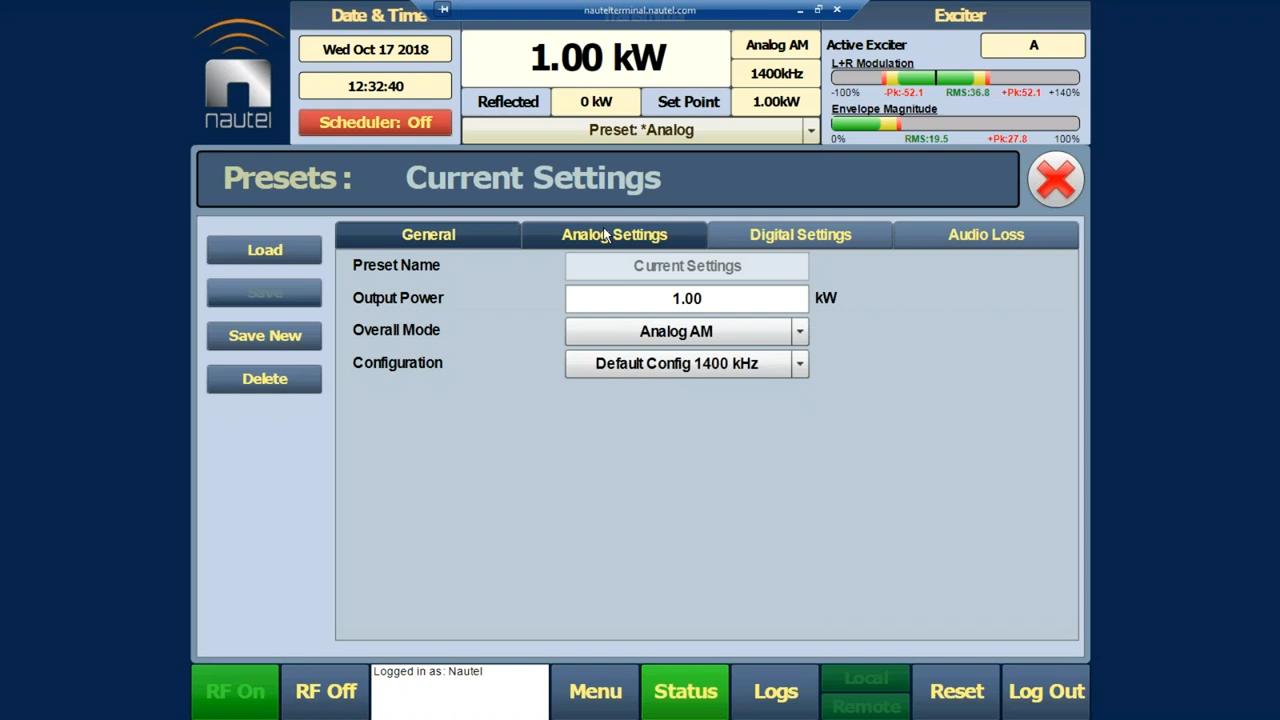 nautelterminal.nautel.com
Date & Time
Exciter
Wed Oct 17 2018
12:32:40
Scheduler: Off
nautel
1.00 kW
Analog AM
1400kHz
Reflected
0 kW
Set Point
1.00kW
Preset: *Analog
Active Exciter
A
L+R Modulation
-100%
-Pk:-52.1
RMS:36.8
+Pk:52.1
+140%
Envelope Magnitude
0%
RMS:19.5
+Pk:27.8
100%
Presets :
Current Settings
Load
Save
Save New
Delete
General
Analog Settings
Digital Settings
Audio Loss
Preset Name
Current Settings
Output Power
1.00
kW
Overall Mode
Analog AM
Configuration
Default Config 1400 kHz
RF On
RF Off
Logged in as: Nautel
Menu
Status
Logs
Local
Remote
Reset
Log Out